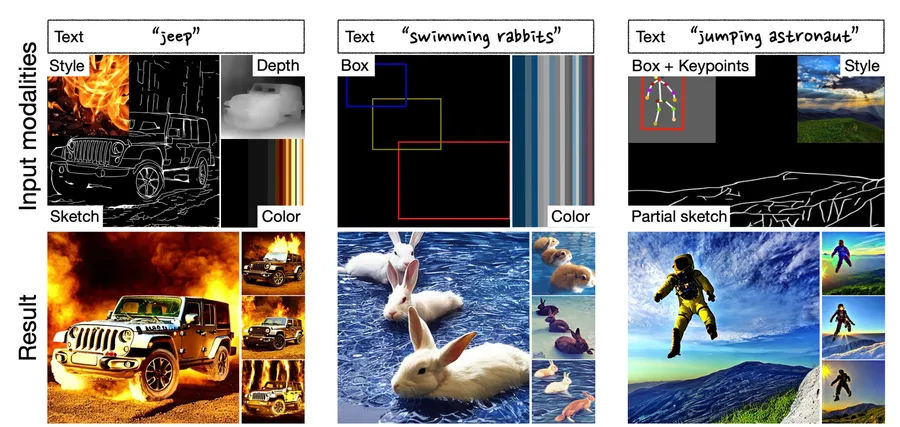 Input modalities
Text "jeep"
Style
Depth
Sketch
Color
Text "swimming rabbits"
Box
Color
Text "jumping astronaut"
Box + Keypoints
Style
Partial sketch
Result